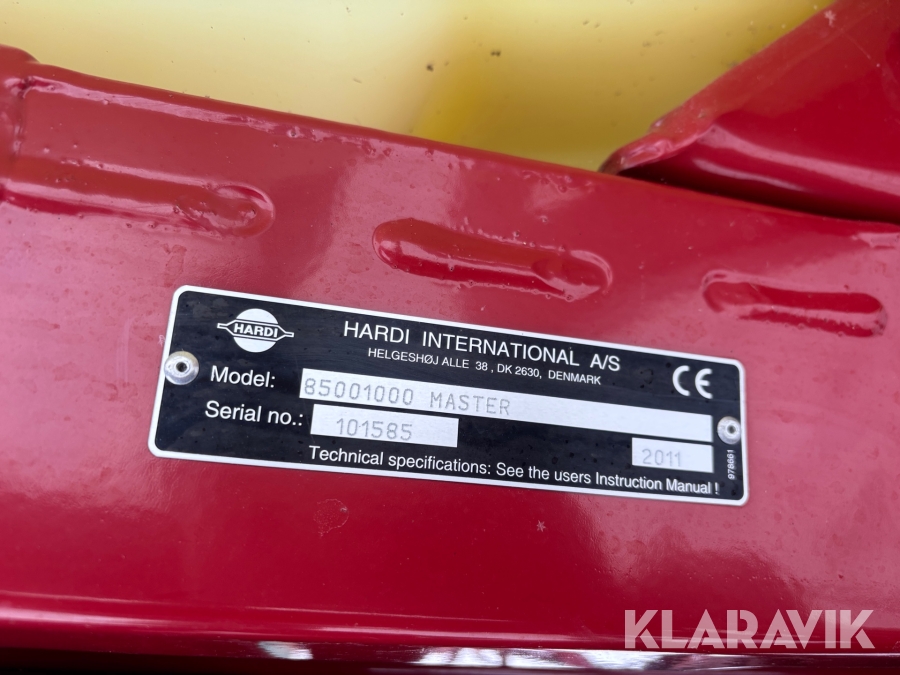 HARDI
HARDI INTERNATIONAL A/S
HELGESHØJ ALLE 38 , DK 2630, DENMARK
CE
Model: 85001000 MASTER
Serial no.: 101585 2011
Technical specifications: See the users Instruction Manual !
978661
KLARAVIK